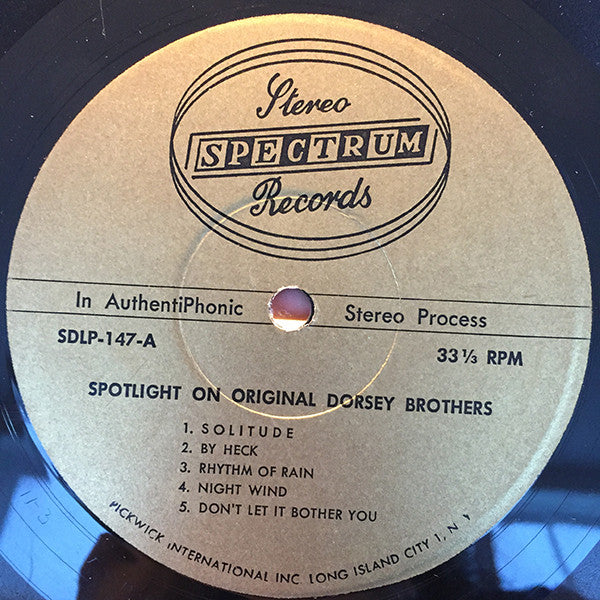 Stereo
SPECTRUM
Records
In AuthentiPhonic Stereo Process
SDLP-147-A 33⅓ RPM
SPOTLIGHT ON ORIGINAL DORSEY BROTHERS
1. SOLITUDE
2. BY HECK
3. RHYTHM OF RAIN
4. NIGHT WIND
5. DON'T LET IT BOTHER YOU
PICKWICK INTERNATIONAL INC. LONG ISLAND CITY 1, N.Y.